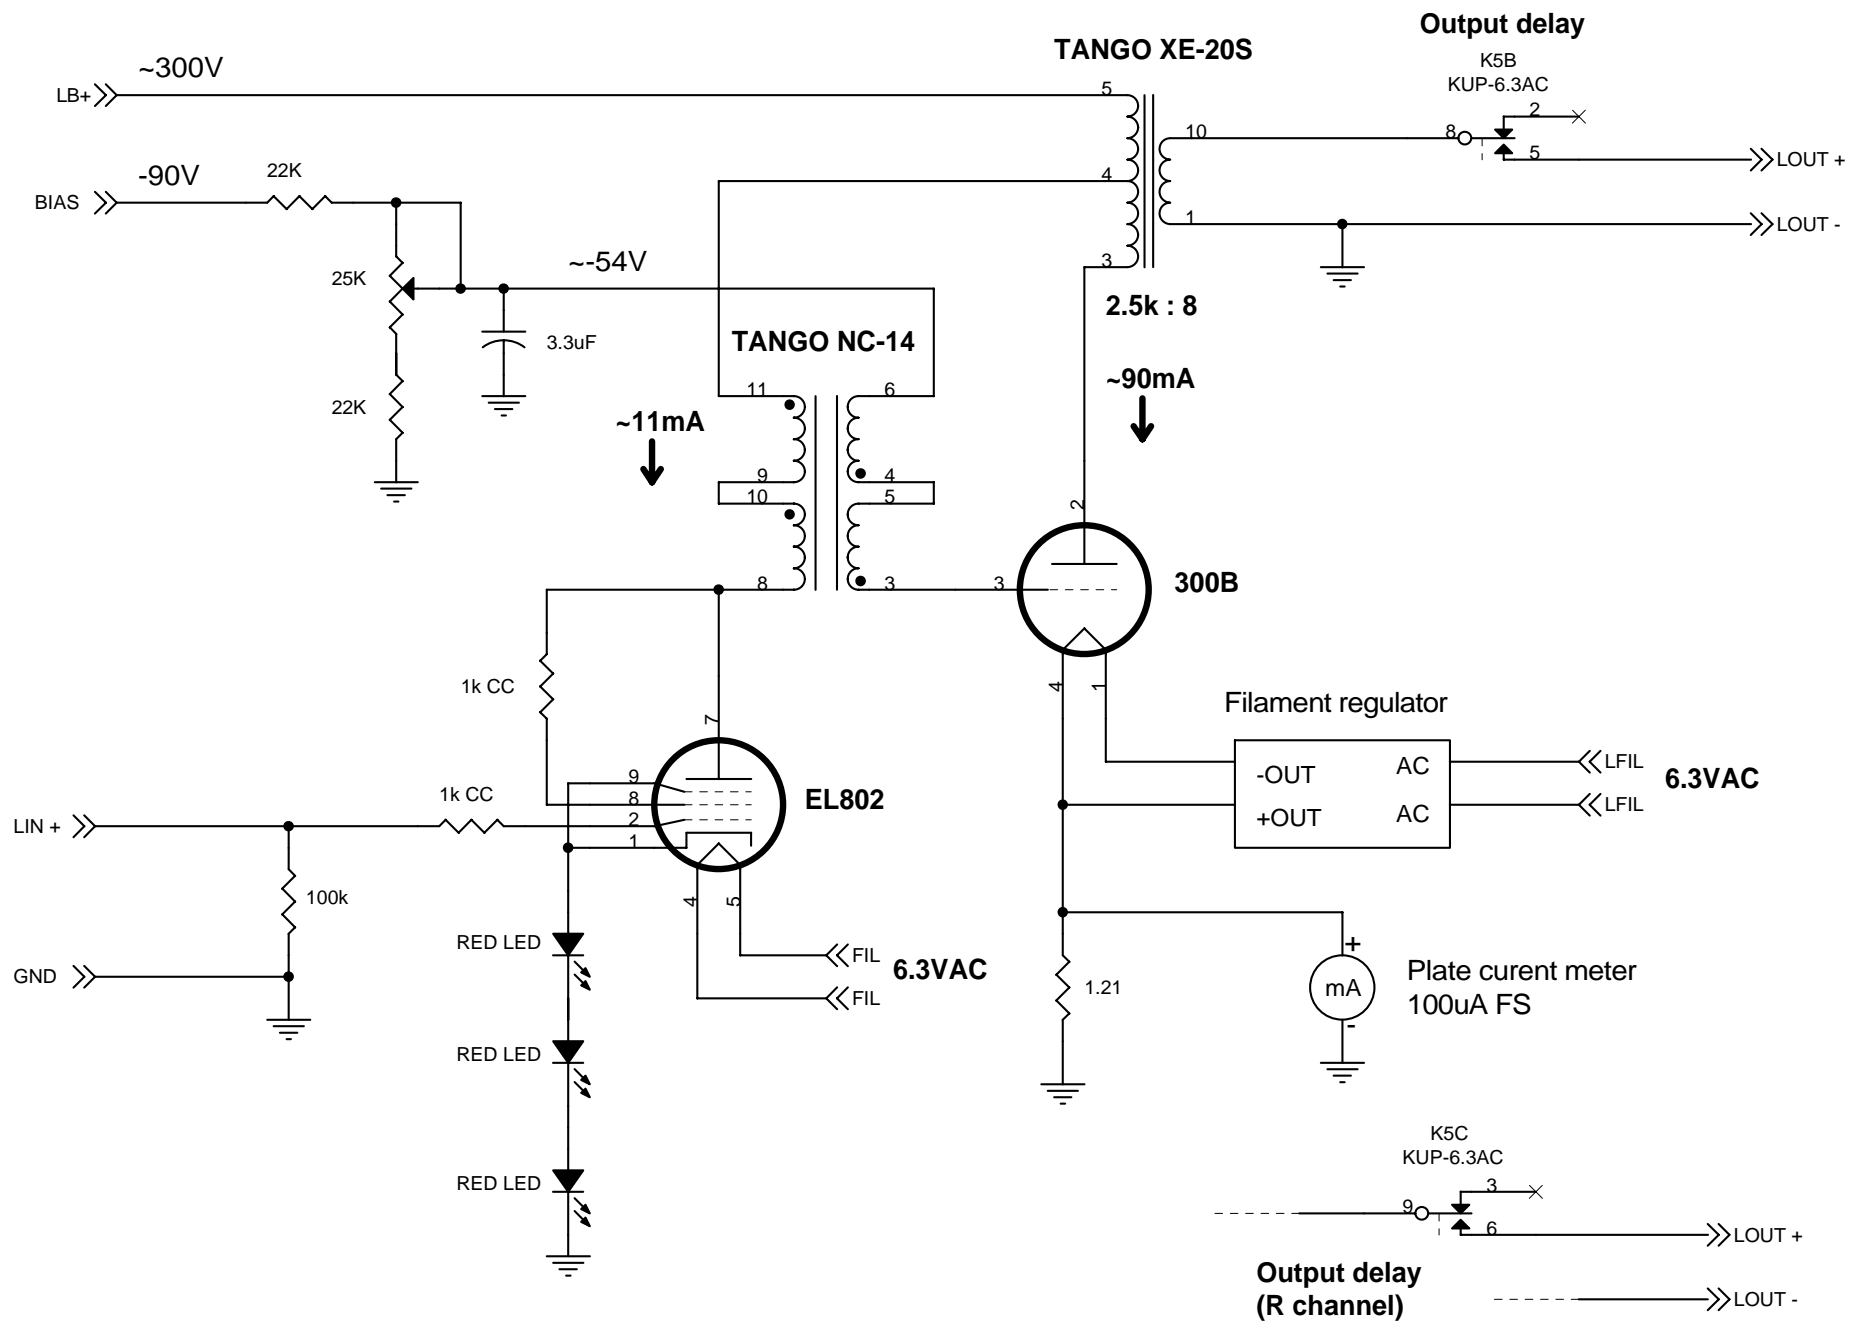 Output delay
TANGO XE-20S
K5B
KUP-6.3AC
~300V
LB+
5
2
10
8
5
LOUT +
-90V
22K
4
BIAS
1
LOUT -
~-54V
25K
3
2.5k : 8
3.3uF
TANGO NC-14
~90mA
11
6
22K
~11mA
9
4
10
5
2
8
3
3
300B
1k CC
4
1
Filament regulator
7
-OUT
AC
LFIL
6.3VAC
+OUT
AC
LFIL
9
8
2
1
1k CC
EL802
LIN +
100k
4
5
RED LED
FIL
6.3VAC
FIL
GND
+
mA
-
1.21
Plate curent meter
100uA FS
RED LED
K5C
KUP-6.3AC
RED LED
3
9
6
LOUT +
Output delay
(R channel)
LOUT -